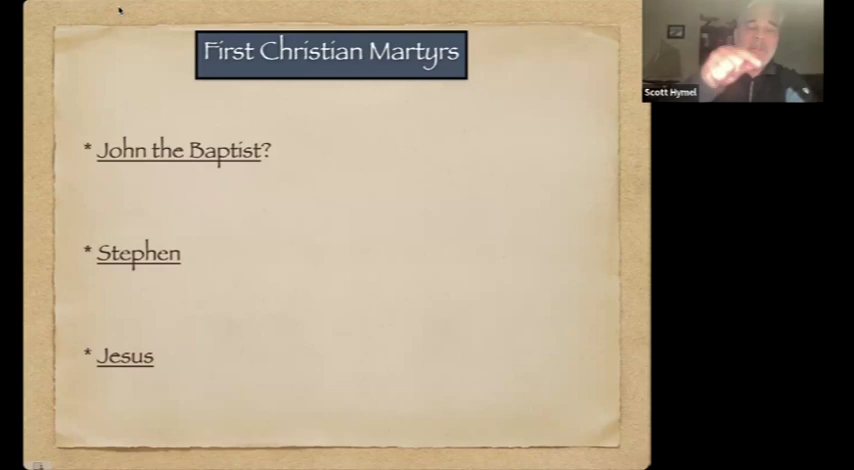 First Christian Martyrs
* John the Baptist?
* Stephen
* Jesus
Scott Hymel